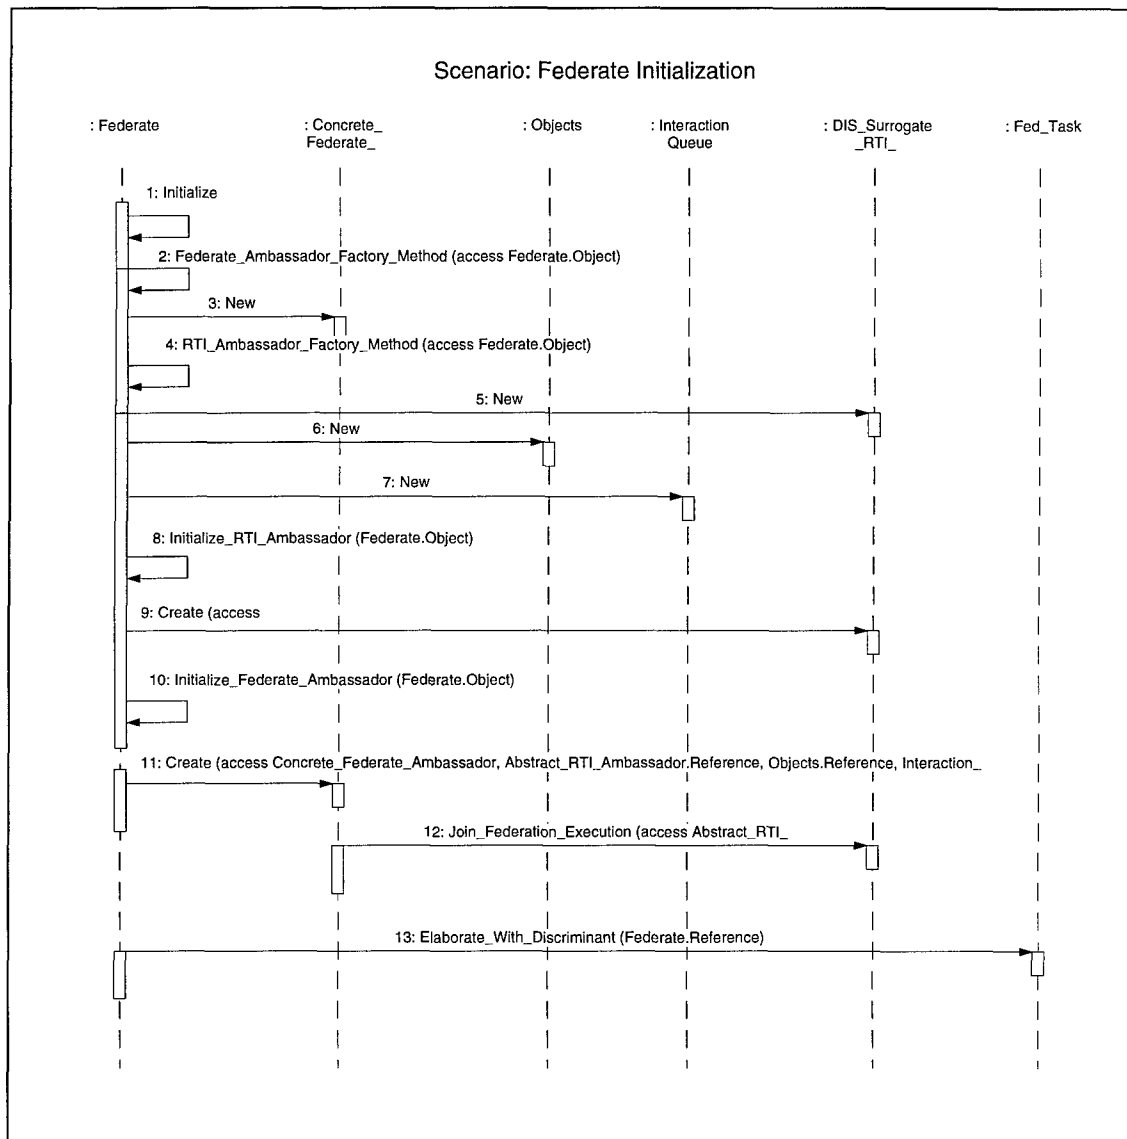 Scenario: Federate Initialization
: Federate
: Concrete_
Federate_
: Objects
: Interaction
Queue
: DIS_Surrogate
_RTI_
: Fed_Task
1: Initialize
2: Federate_Ambassador_Factory_Method (access Federate.Object)
3: New
4: RTI_Ambassador_Factory_Method (access Federate.Object)
5: New
6: New
7: New
8: Initialize_RTI_Ambassador (Federate.Object)
9: Create (access
10: Initialize_Federate_Ambassador (Federate.Object)
11: Create (access Concrete_Federate_Ambassador, Abstract_RTI_Ambassador.Reference, Objects.Reference, Interaction_
12: Join_Federation_Execution (access Abstract_RTI_
13: Elaborate_With_Discriminant (Federate.Reference)